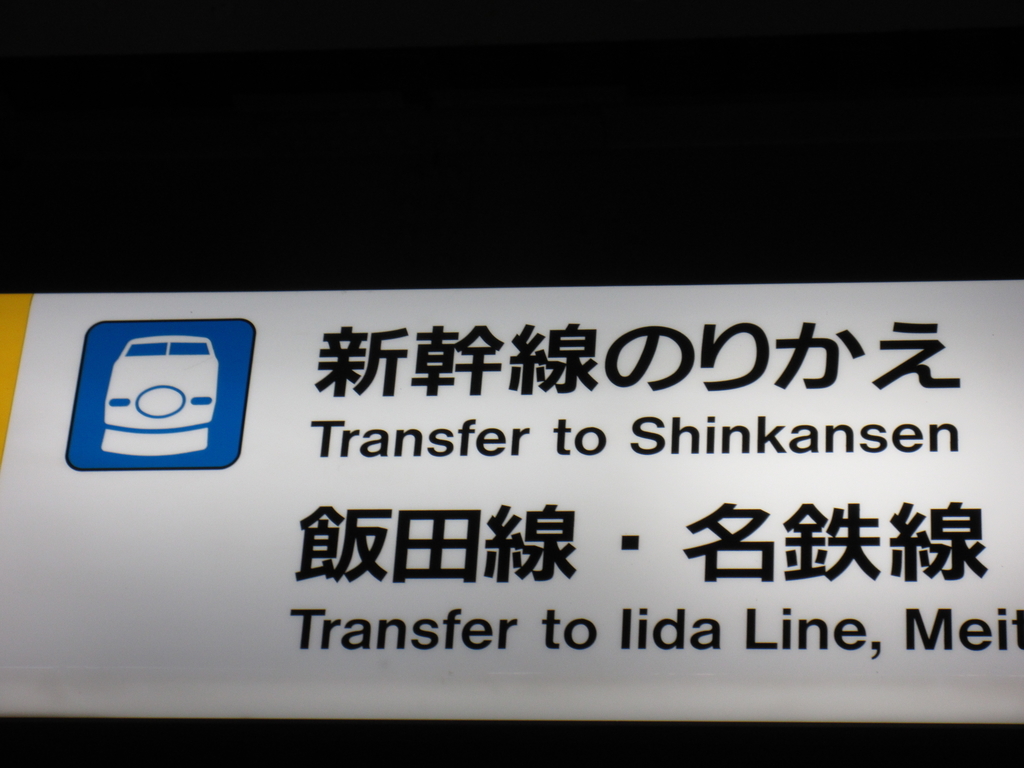 新幹線のりかえ
Transfer to Shinkansen
飯田線・名鉄線
Transfer to Iida Line, Meit